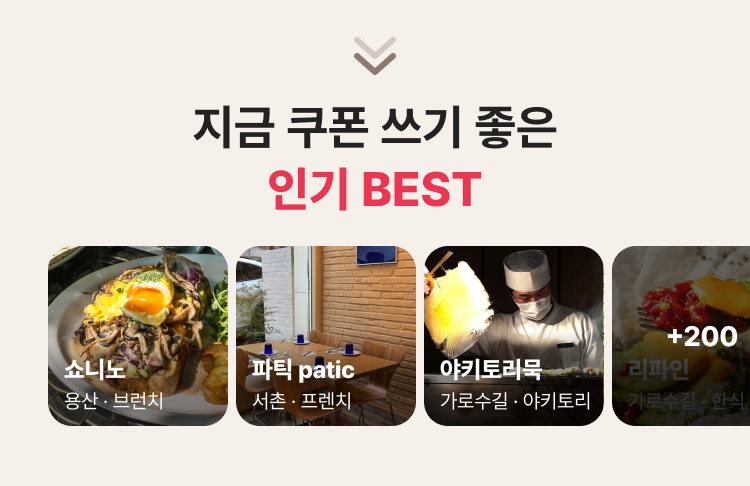 지금 쿠폰 쓰기 좋은
인기 BEST
쇼니노
용산 · 브런치
파틱 patic
서촌 · 프렌치
야키토리묵
가로수길 · 야키토리
+200
리파인
가로수길 · 한식